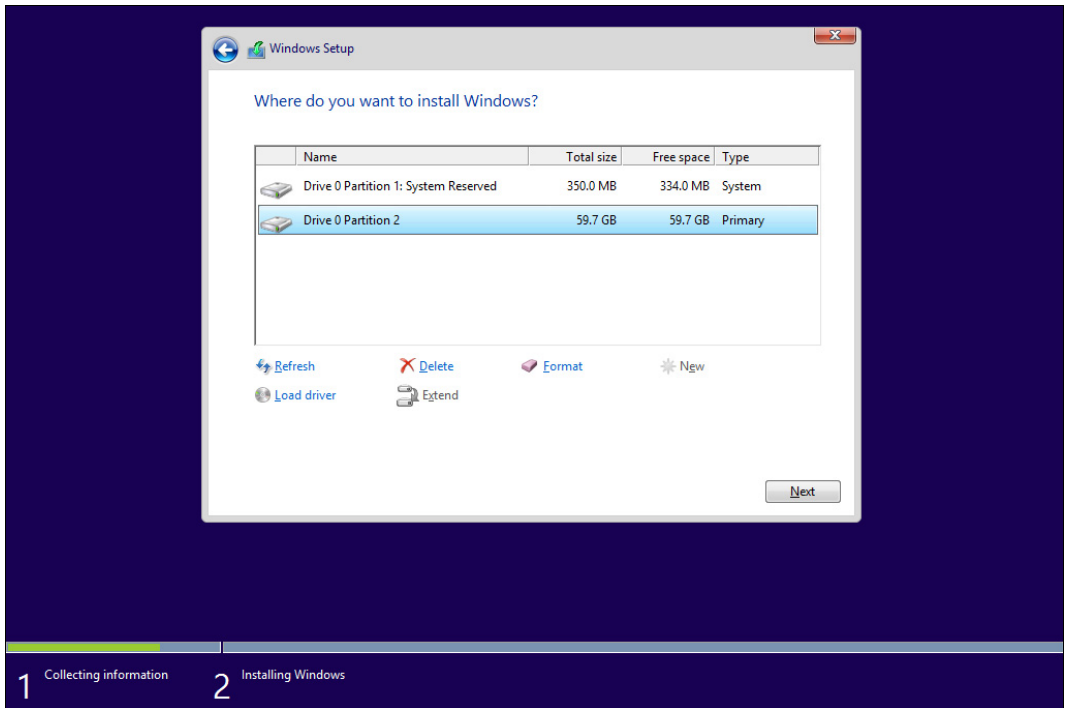 Windows Setup
Where do you want to install Windows?
Name Total size Free space Type
Drive 0 Partition 1: System Reserved 350.0 MB 334.0 MB System
Drive 0 Partition 2 59.7 GB 59.7 GB Primary
Refresh Delete Format New
Load driver Extend
Next
1 Collecting information 2 Installing Windows